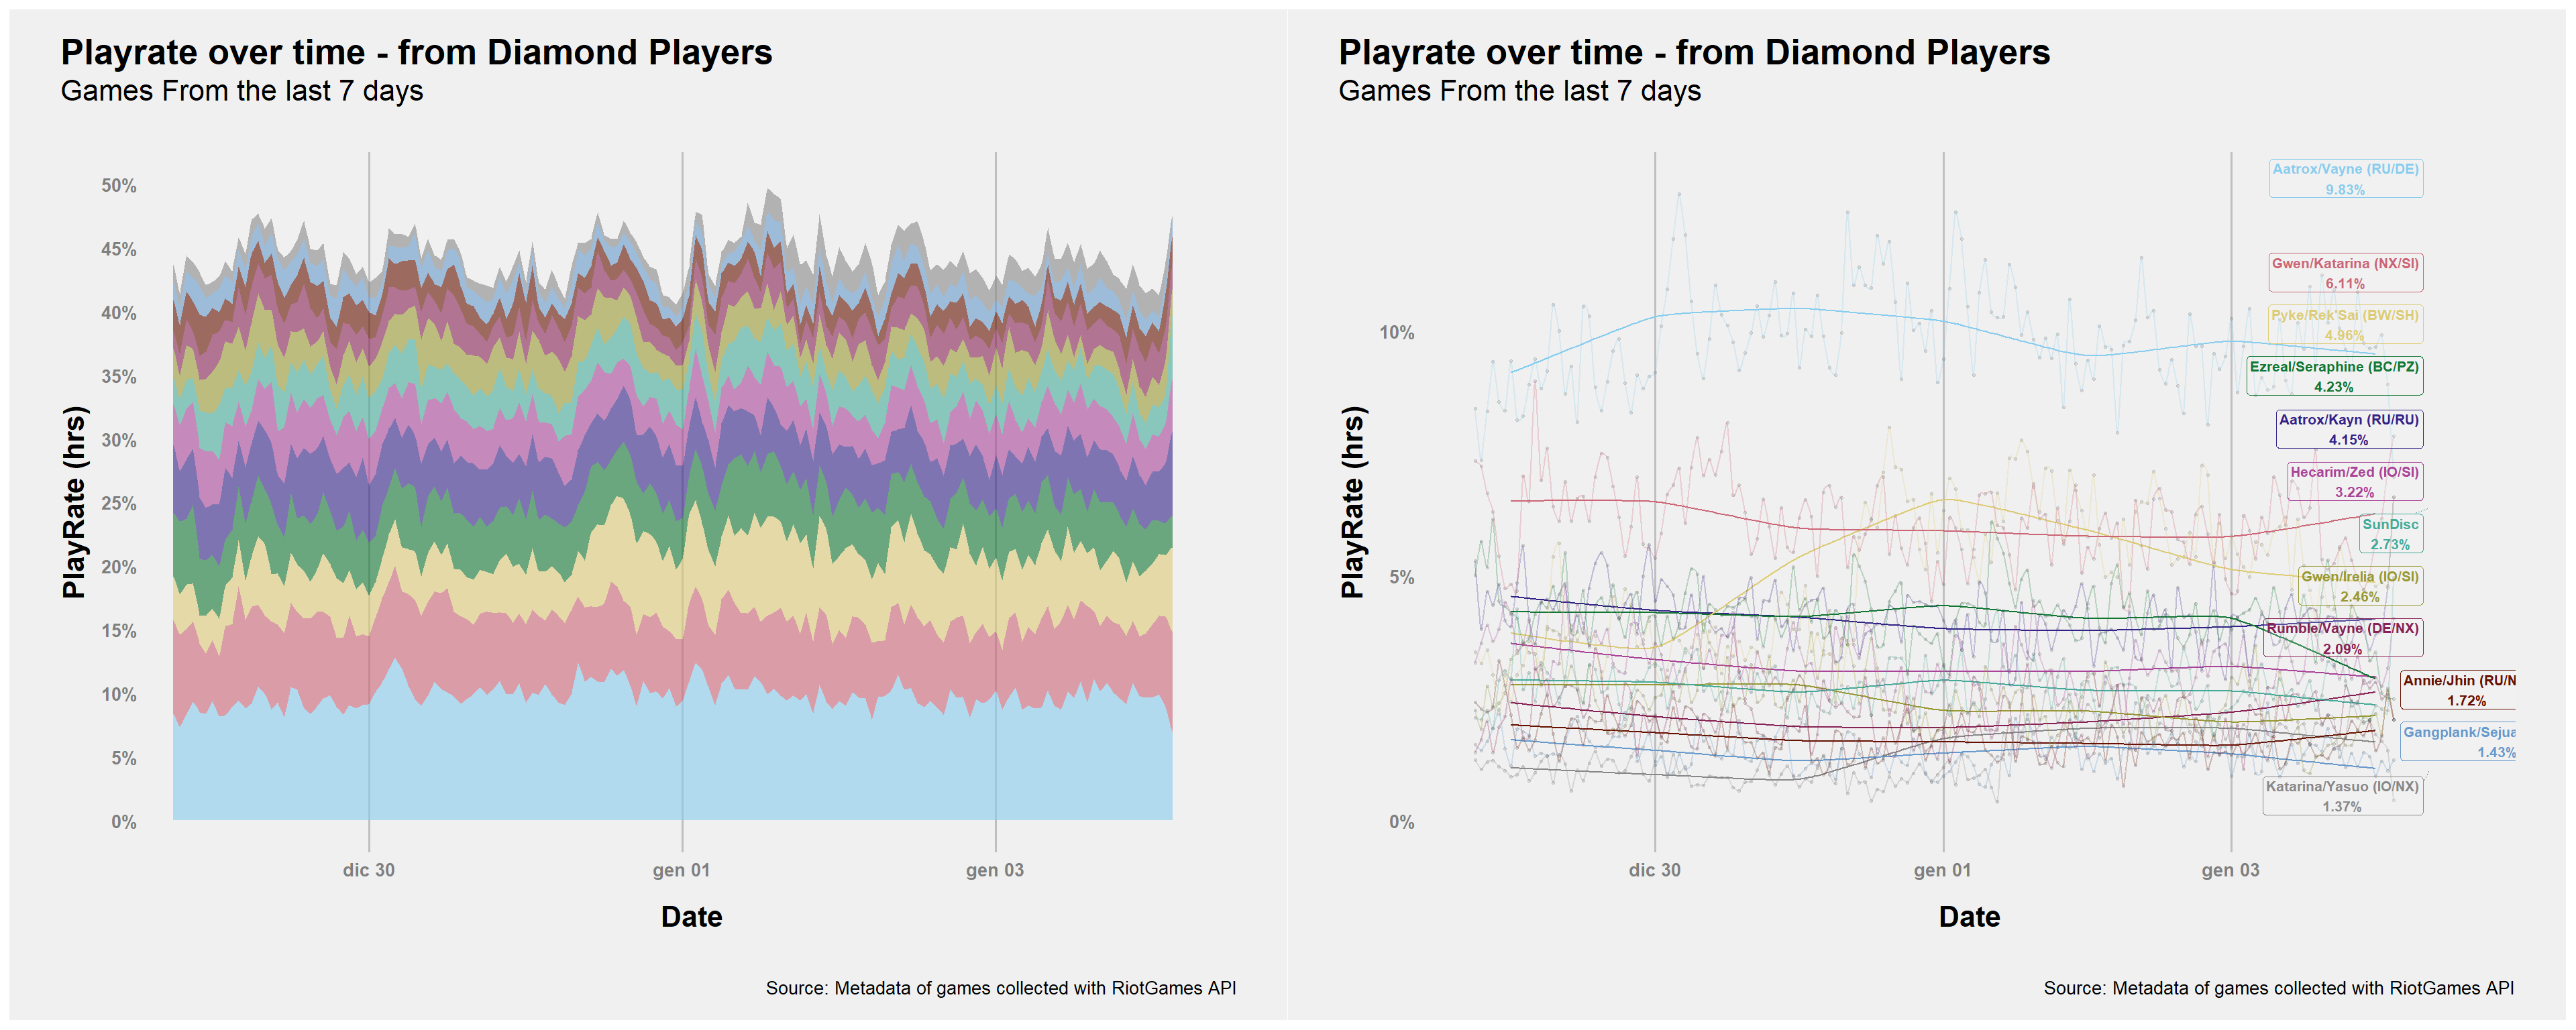 Playrate over time - from Diamond Players
Games From the last 7 days
PlayRate (hrs)
50%
45%
40%
35%
30%
25%
20%
15%
10%
5%
0%
dic 30
gen 01
gen 03
Date
Source: Metadata of games collected with RiotGames API
Playrate over time - from Diamond Players
Games From the last 7 days
PlayRate (hrs)
10%
5%
0%
Aatrox/Vayne (RU/DE)
9.83%
Gwen/Katarina (NX/SI)
6.11%
Pyke/Rek'Sai (BW/SH)
4.96%
Ezreal/Seraphine (BC/PZ)
4.23%
Aatrox/Kayn (RU/RU)
4.15%
Hecarim/Zed (IO/SI)
3.22%
SunDisc
2.73%
Gwen/Irelia (IO/SI)
2.46%
Rumble/Vayne (DE/NX)
2.09%
Annie/Jhin (RU/N
1.72%
Gangplank/Sejua
1.43%
Katarina/Yasuo (IO/NX)
1.37%
dic 30
gen 01
gen 03
Date
Source: Metadata of games collected with RiotGames API